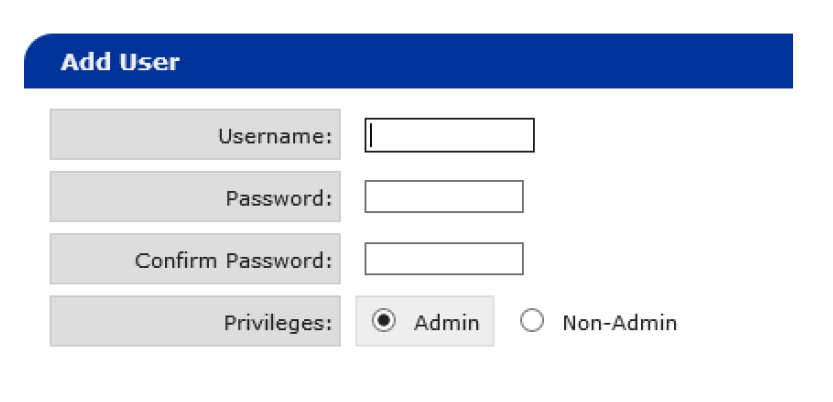 Add User
Username:
Password:
Confirm Password:
Privileges: Admin Non-Admin